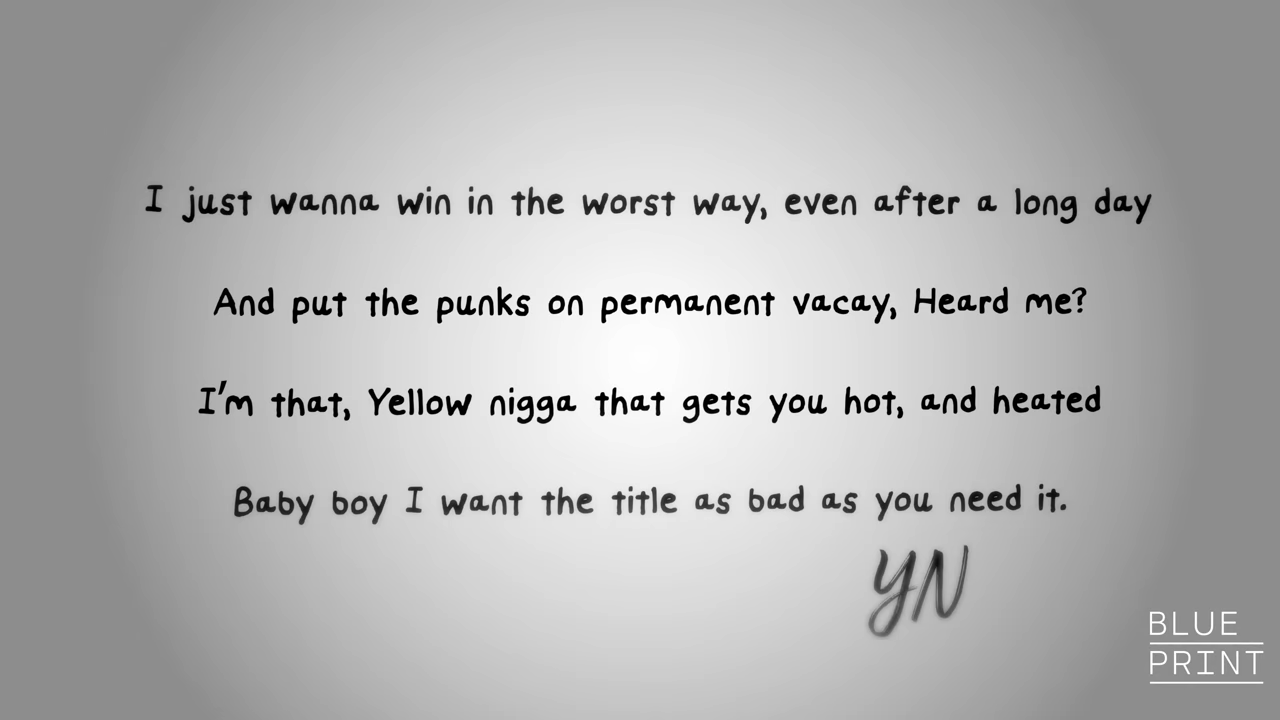 I just wanna win in the worst way, even after a long day
And put the punks on permanent vacay, Heard me?
I'm that, Yellow nigga that gets you hot, and heated
Baby boy I want the title as bad as you need it.
YN
BLUE
PRINT